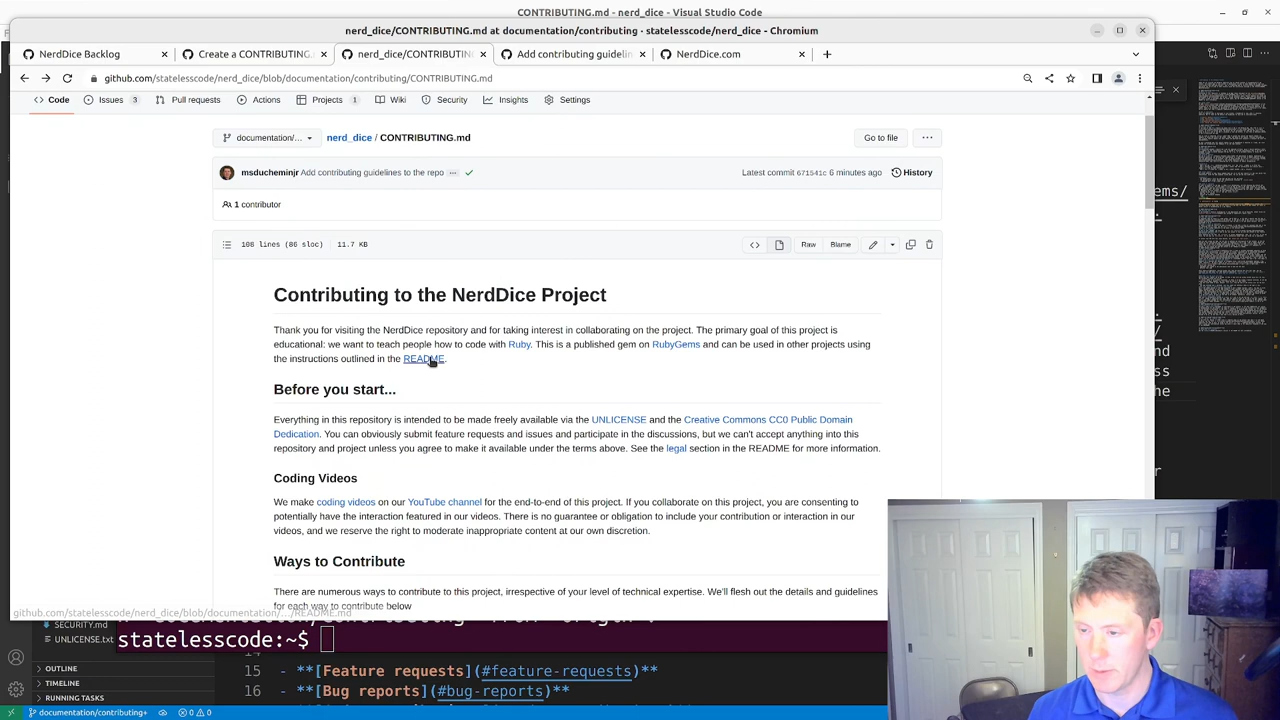 CONTRIBUTING.md - nerd_dice - Visual Studio Code
nerd_dice/CONTRIBUTING.md at documentation/contributing · statelesscode/nerd_dice - Chromium
NerdDice Backlog
Create a CONTRIBUTING.
nerd_dice/CONTRIBUTIN
Add contributing guidelin
NerdDice.com
github.com/statelesscode/nerd_dice/blob/documentation/contributing/CONTRIBUTING.md
Code
Issues 3
Pull requests
Actions
Projects 1
Wiki
Security
Insights
Settings
documentation/...
nerd_dice / CONTRIBUTING.md
Go to file
msducheminjr Add contributing guidelines to the repo
Latest commit 671541c 6 minutes ago
History
1 contributor
108 lines (86 sloc) 11.7 KB
Raw
Blame
Contributing to the NerdDice Project
Thank you for visiting the NerdDice repository and for taking interest in collaborating on the project. The primary goal of this project is
educational: we want to teach people how to code with Ruby. This is a published gem on RubyGems and can be used in other projects using
the instructions outlined in the README.
Before you start...
Everything in this repository is intended to be made freely available via the UNLICENSE and the Creative Commons CC0 Public Domain
Dedication. You can obviously submit feature requests and issues and participate in the discussions, but we can't accept anything into this
repository and project unless you agree to make it available under the terms above. See the legal section in the README for more information.
Coding Videos
We make coding videos on our YouTube channel for the end-to-end of this project. If you collaborate on this project, you are consenting to
potentially have the interaction featured in our videos. There is no guarantee or obligation to include your contribution or interaction in our
videos, and we reserve the right to moderate inappropriate content at our own discretion.
Ways to Contribute
There are numerous ways to contribute to this project, irrespective of your level of technical expertise. We'll flesh out the details and guidelines
for each way to contribute below
github.com/statelesscode/nerd_dice/blob/documentation/.../README.md
ems/
nd
ss
he
r
SECURITY.md
UNLICENSE.txt
statelesscode:~$
OUTLINE
TIMELINE
RUNNING TASKS
15 - **[Feature requests](#feature-requests)**
16 - **[Bug reports](#bug-reports)**
documentation/contributing+
0 0